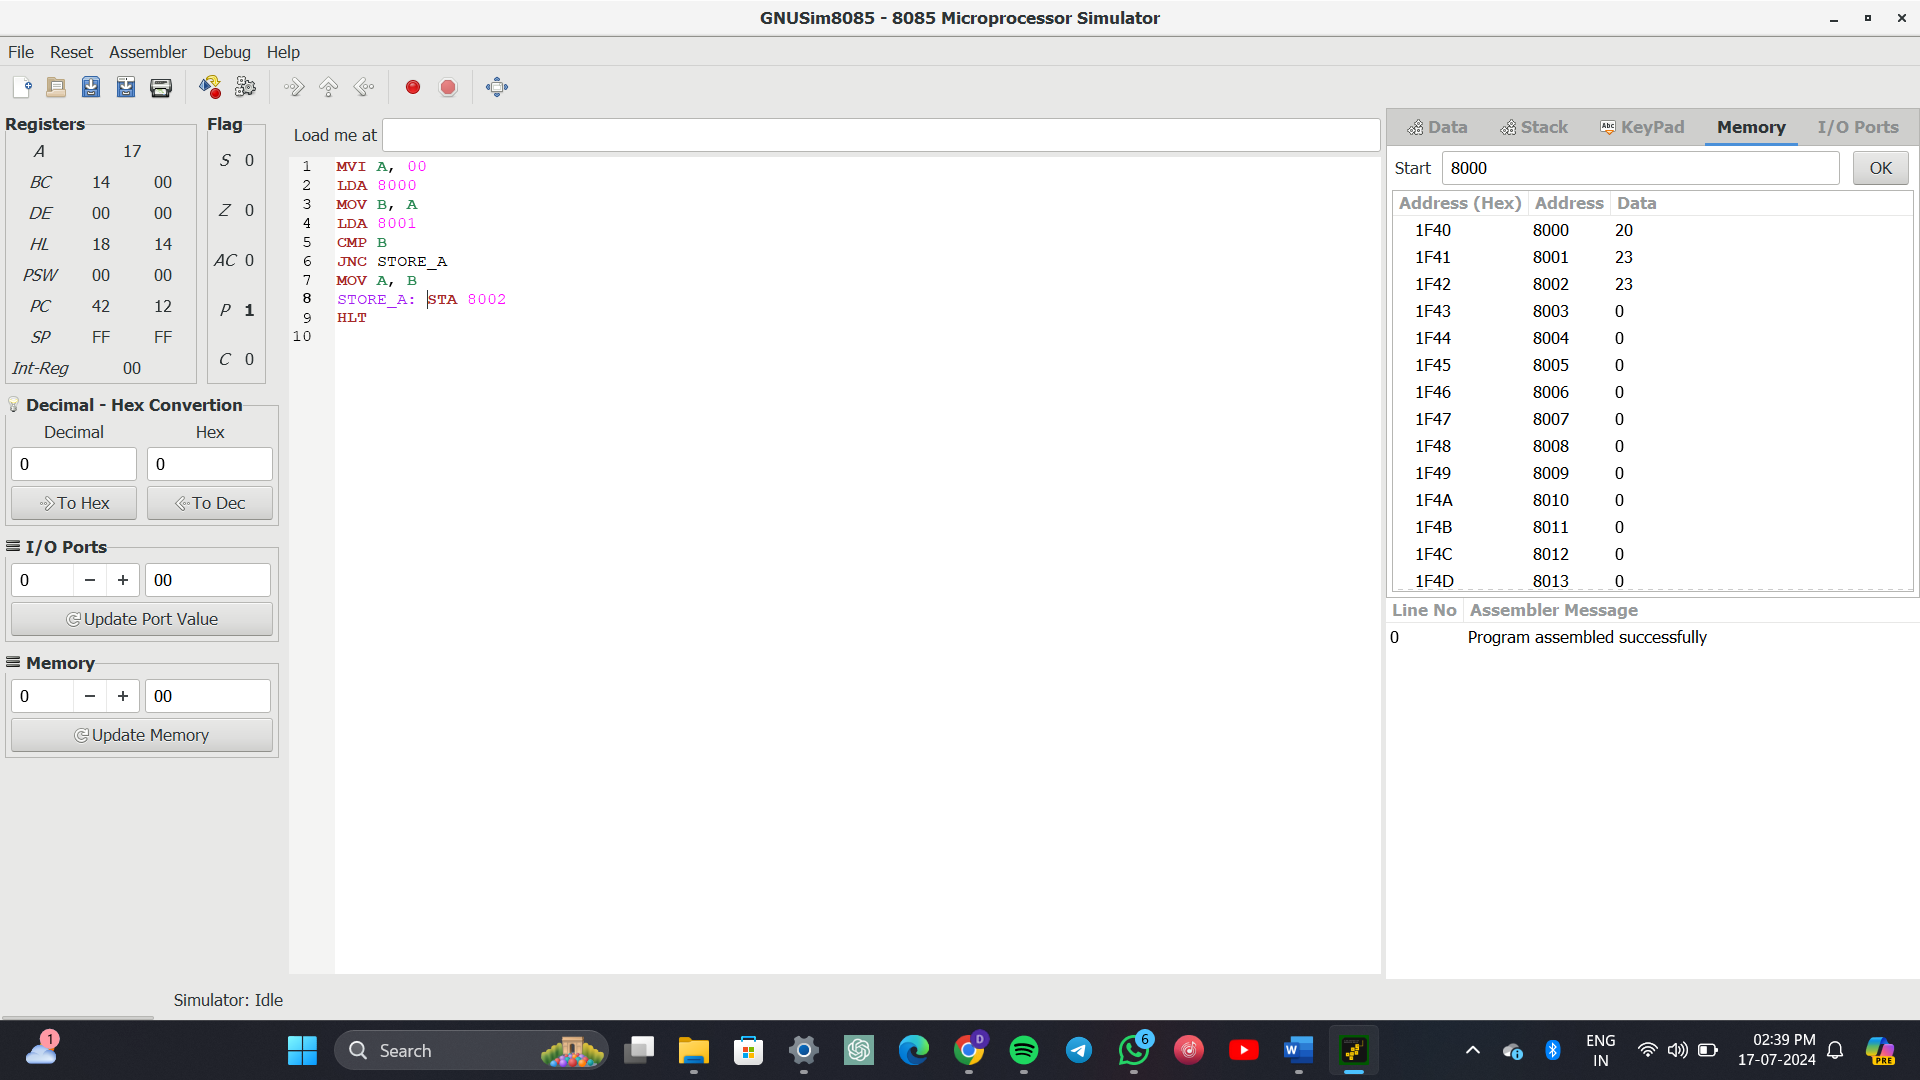 GNUSim8085 - 8085 Microprocessor Simulator
File Reset Assembler Debug Help
Registers
A 17
BC 14 00
DE 00 00
HL 18 14
PSW 00 00
PC 42 12
SP FF FF
Int-Reg 00
Flag
S 0
Z 0
AC 0
P 1
C 0
Decimal - Hex Convertion
Decimal Hex
0 0
To Hex To Dec
I/O Ports
0 − + 00
Update Port Value
Memory
0 − + 00
Update Memory
Load me at
1 MVI A, 00
2 LDA 8000
3 MOV B, A
4 LDA 8001
5 CMP B
6 JNC STORE_A
7 MOV A, B
8 STORE_A: STA 8002
9 HLT
10
Data Stack Abc KeyPad Memory I/O Ports
Start 8000 OK
Address (Hex) Address Data
1F40 8000 20
1F41 8001 23
1F42 8002 23
1F43 8003 0
1F44 8004 0
1F45 8005 0
1F46 8006 0
1F47 8007 0
1F48 8008 0
1F49 8009 0
1F4A 8010 0
1F4B 8011 0
1F4C 8012 0
1F4D 8013 0
Line No Assembler Message
0 Program assembled successfully
Simulator: Idle
1
Search
D
6
W
ENG
IN
02:39 PM
17-07-2024
PRE